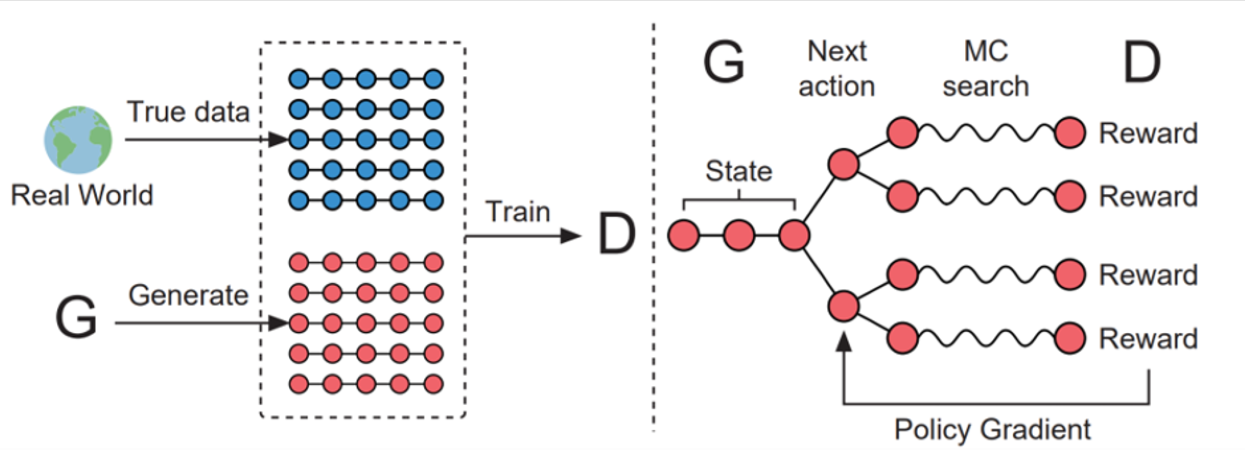 True data
Real World
G
Generate
Train
D
G
Next
action
MC
search
D
State
Reward
Reward
Reward
Reward
Policy Gradient